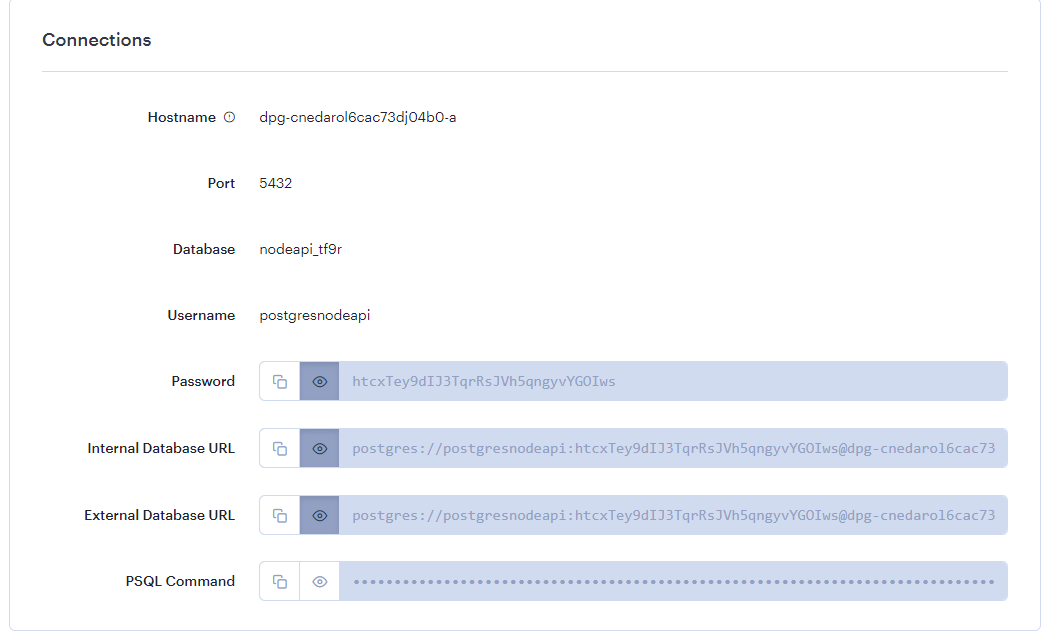 Connections
Hostname
dpg-cnedarol6cac73dj04b0-a
Port
5432
Database
nodeapi_tf9r
Username
postgresnodeapi
Password
htcxTey9dIJ3TqrRsJVh5qngyvYGOIws
Internal Database URL
postgres://postgresnodeapi:htcxTey9dIJ3TqrRsJVh5qngyvYGOIws@dpg-cnedarol6cac73
External Database URL
postgres://postgresnodeapi:htcxTey9dIJ3TqrRsJVh5qngyvYGOIws@dpg-cnedarol6cac73
PSQL Command